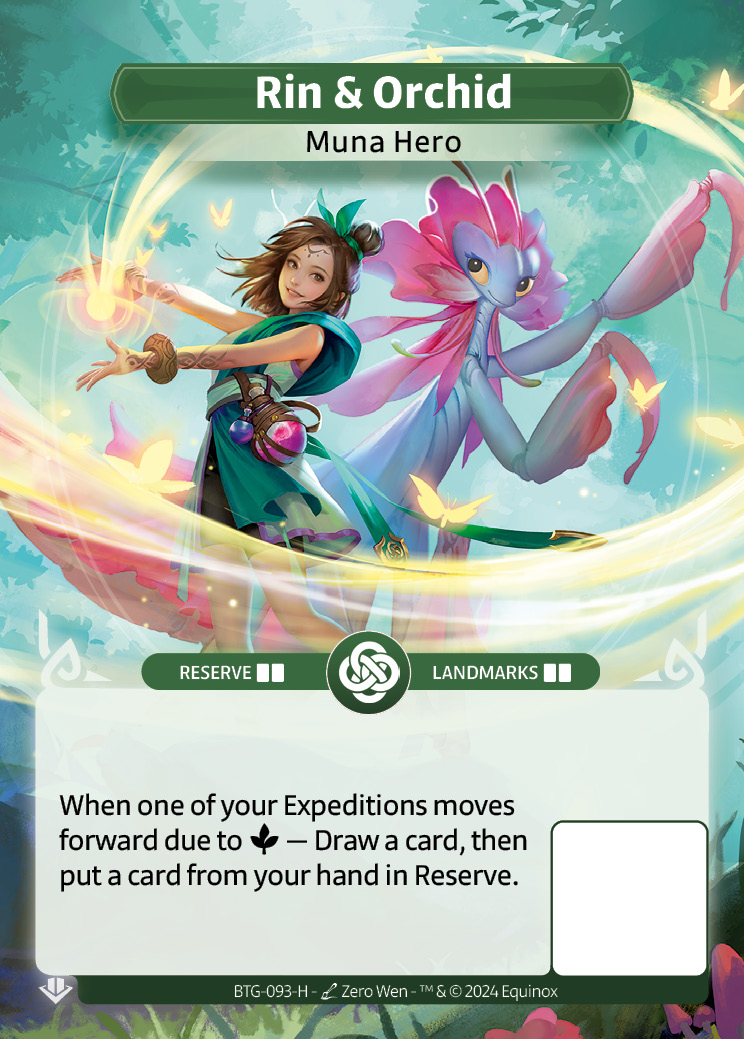 Rin & Orchid
Muna Hero
RESERVE
LANDMARKS
When one of your Expeditions moves
forward due to — Draw a card, then
put a card from your hand in Reserve.
BTG-093-H - Zero Wen - ™ & © 2024 Equinox